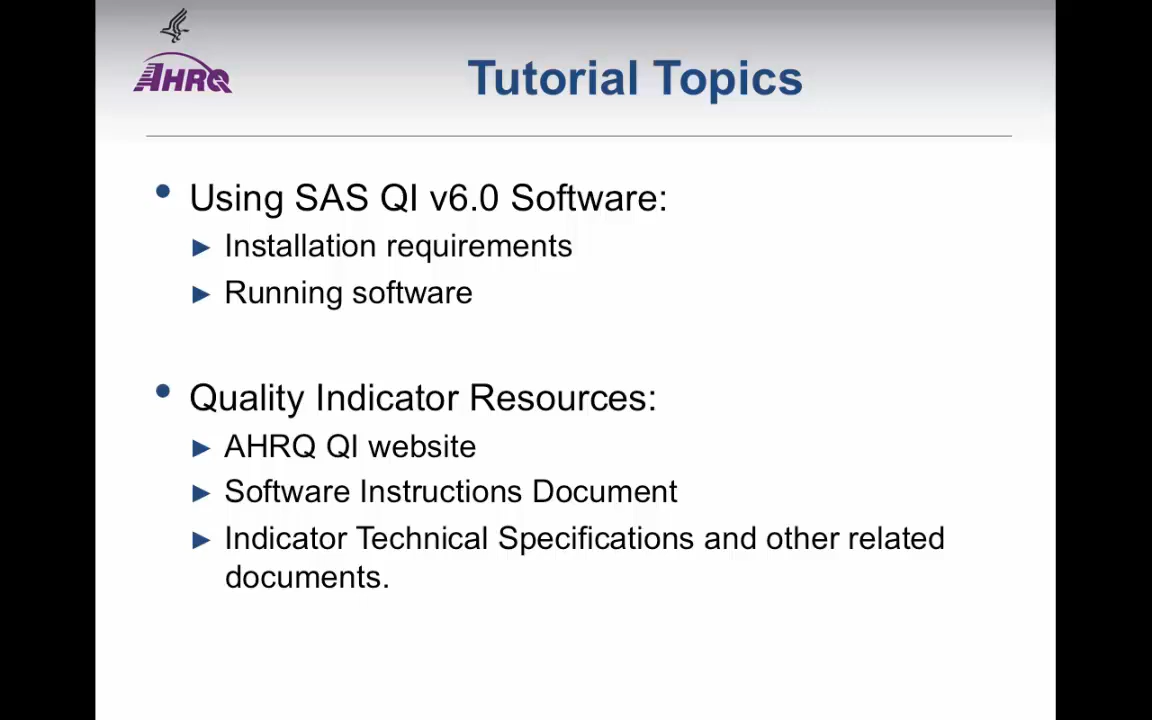 AHRQ
Tutorial Topics
• Using SAS QI v6.0 Software:
► Installation requirements
► Running software
• Quality Indicator Resources:
► AHRQ QI website
► Software Instructions Document
► Indicator Technical Specifications and other related
documents.